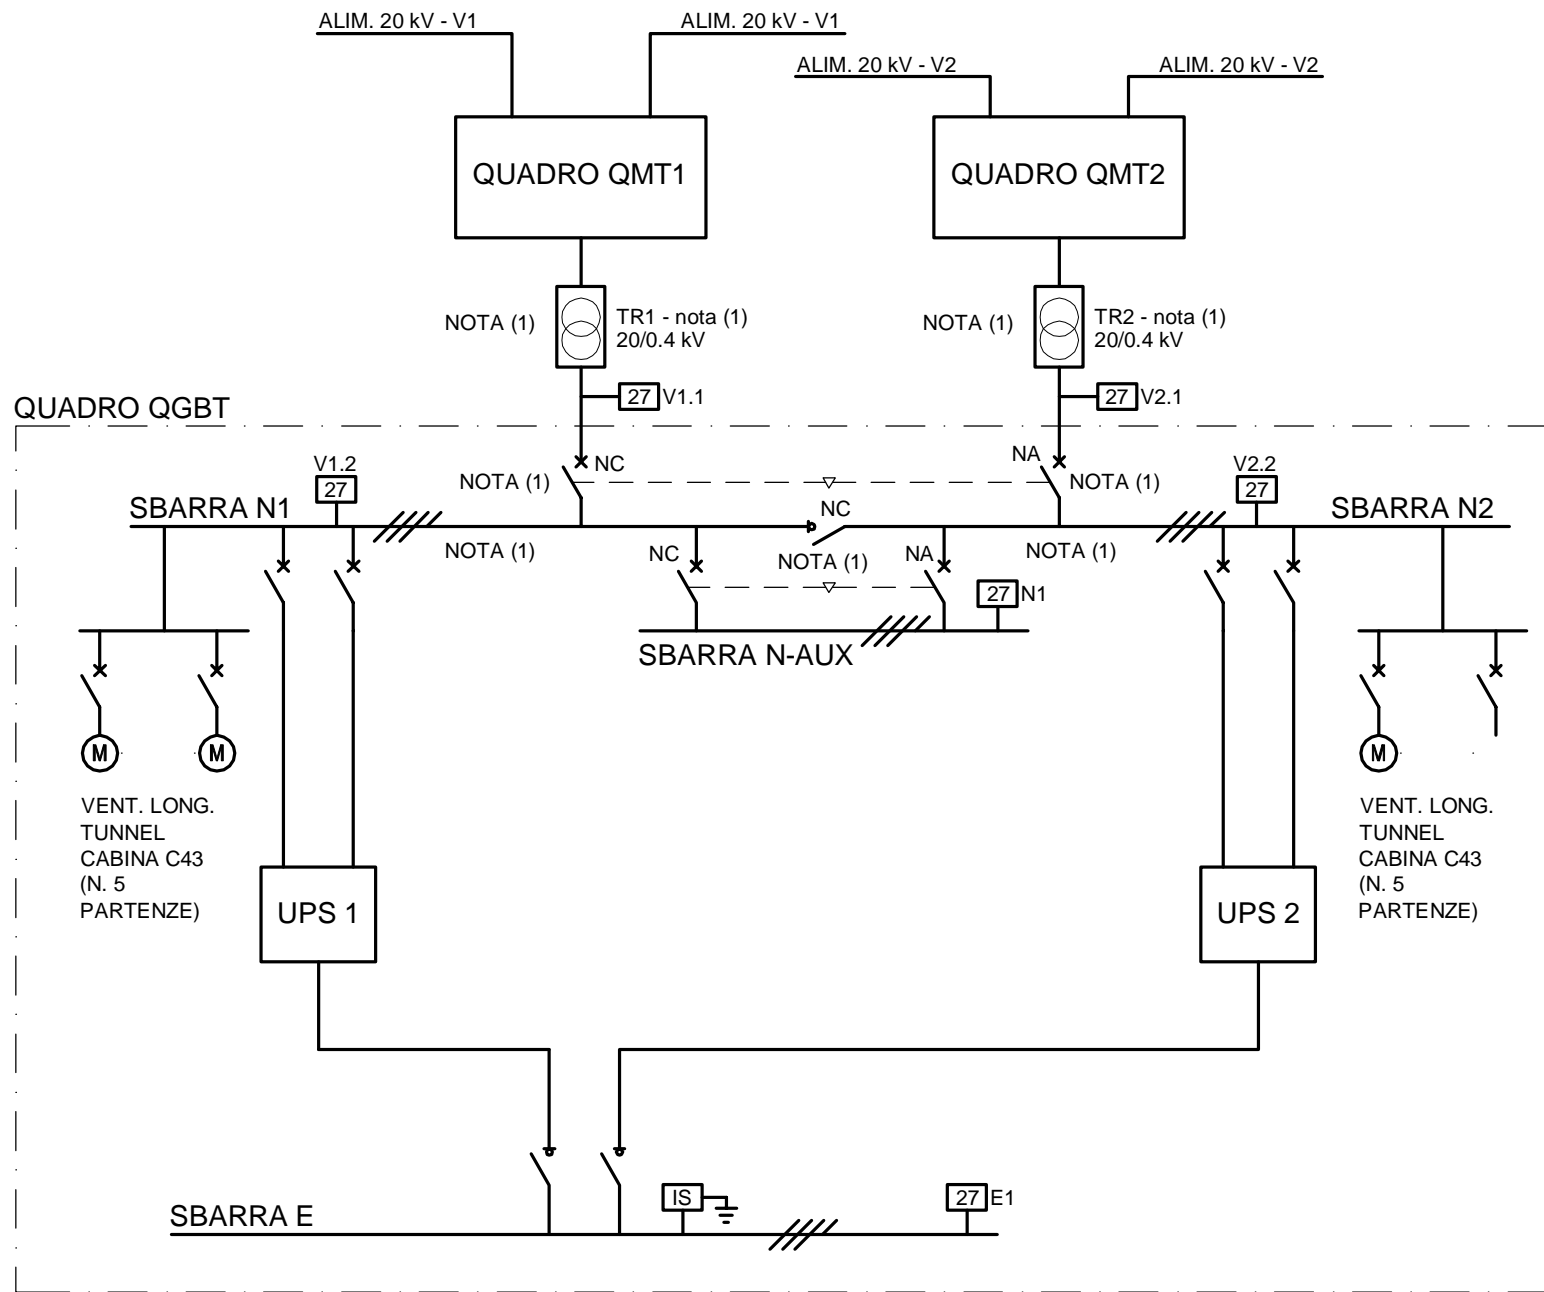 ALIM. 20 kV - V1
ALIM. 20 kV - V1
ALIM. 20 kV - V2
ALIM. 20 kV - V2
QUADRO QMT1
QUADRO QMT2
NOTA (1)
TR1 - nota (1)
20/0.4 kV
NOTA (1)
TR2 - nota (1)
20/0.4 kV
27 V1.1
27 V2.1
QUADRO QGBT
V1.2
27
NC
NOTA (1)
NA
NOTA (1)
V2.2
27
SBARRA N1
NC
SBARRA N2
NOTA (1)
NC
NOTA (1)
NA
NOTA (1)
27 N1
SBARRA N-AUX
M
M
M
VENT. LONG.
TUNNEL
CABINA C43
(N. 5
PARTENZE)
VENT. LONG.
TUNNEL
CABINA C43
(N. 5
PARTENZE)
UPS 1
UPS 2
SBARRA E
IS
27 E1